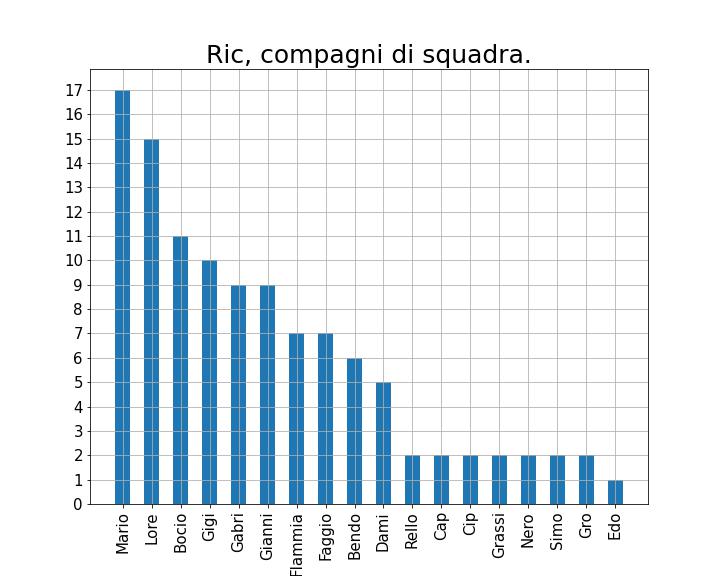 Ric, compagni di squadra.
17
16
15
14
13
12
11
10
9
8
7
6
5
4
3
2
1
0
Mario
Lore
Bocio
Gigi
Gabri
Gianni
Flammia
Faggio
Bendo
Dami
Rello
Cap
Cip
Grassi
Nero
Simo
Gro
Edo